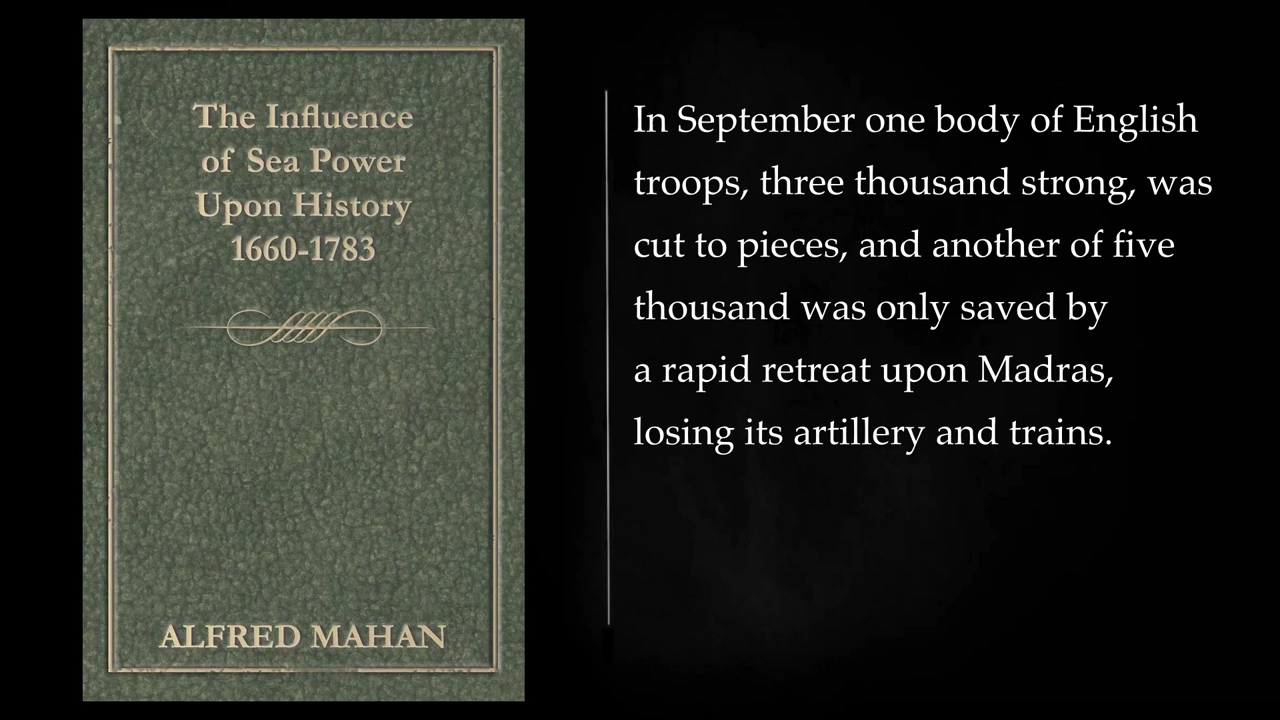 The Influence
of Sea Power
Upon History
1660-1783
ALFRED MAHAN
In September one body of English
troops, three thousand strong, was
cut to pieces, and another of five
thousand was only saved by
a rapid retreat upon Madras,
losing its artillery and trains.